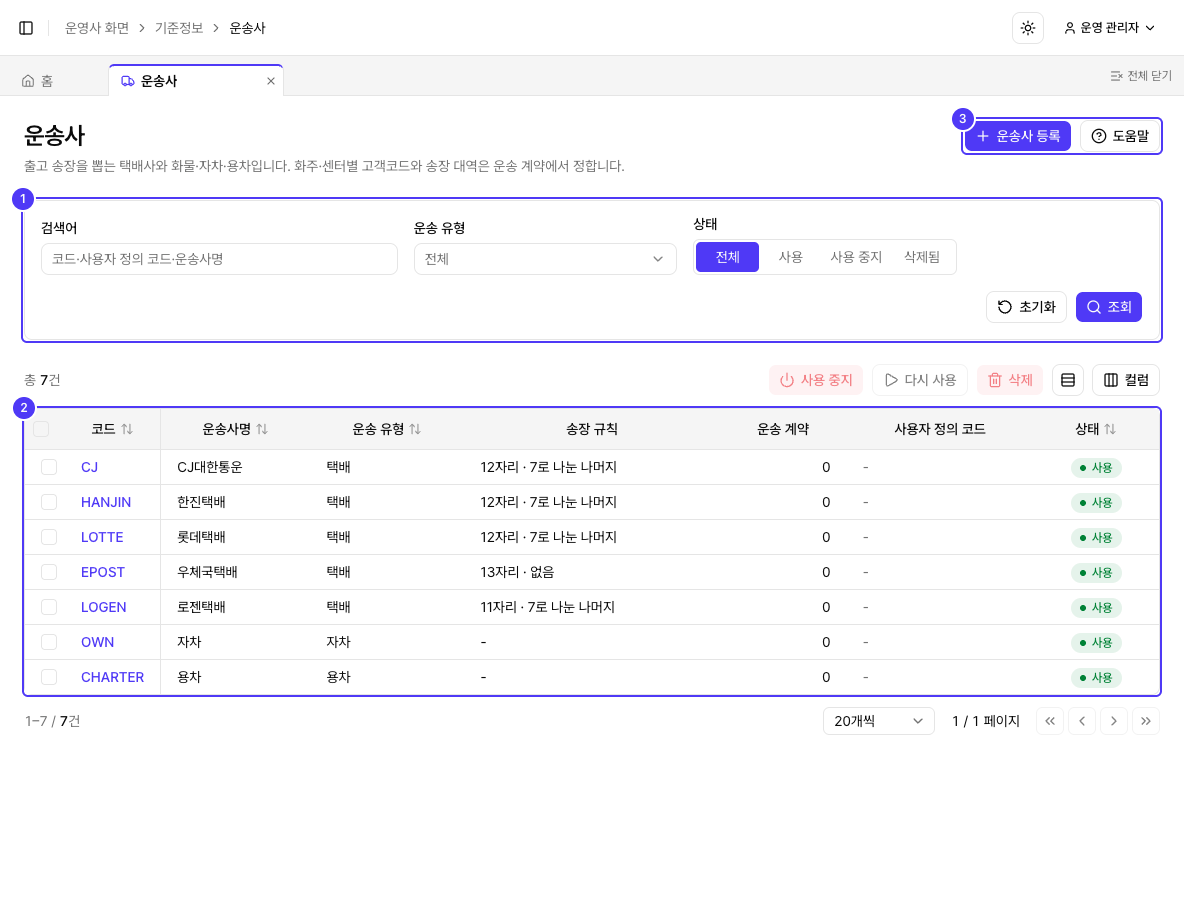 운영사 화면 > 기준정보 > 운송사
운영 관리자
홈
운송사
전체 닫기
운송사
3
운송사 등록
도움말
출고 송장을 뽑는 택배사와 화물·자차·용차입니다. 화주·센터별 고객코드와 송장 대역은 운송 계약에서 정합니다.
1
검색어
운송 유형
상태
코드·사용자 정의 코드·운송사명
전체
전체 사용 사용 중지 삭제됨
초기화
조회
총 7건
사용 중지
다시 사용
삭제
컬럼
2
코드 운송사명 운송 유형 송장 규칙 운송 계약 사용자 정의 코드 상태
CJ CJ대한통운 택배 12자리 · 7로 나눈 나머지 0 - 사용
HANJIN 한진택배 택배 12자리 · 7로 나눈 나머지 0 - 사용
LOTTE 롯데택배 택배 12자리 · 7로 나눈 나머지 0 - 사용
EPOST 우체국택배 택배 13자리 · 없음 0 - 사용
LOGEN 로젠택배 택배 11자리 · 7로 나눈 나머지 0 - 사용
OWN 자차 자차 - 0 - 사용
CHARTER 용차 용차 - 0 - 사용
1–7 / 7건
20개씩
1 / 1 페이지